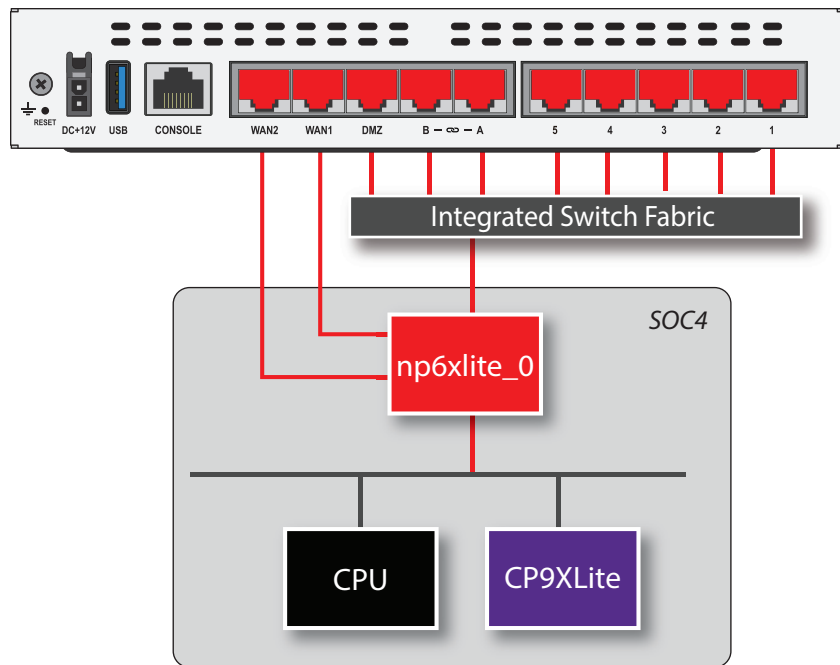 RESET
DC+12V
USB
CONSOLE
WAN2
WAN1
DMZ
B
A
5
4
3
2
1
Integrated Switch Fabric
SOC4
np6xlite_0
CPU
CP9XLite